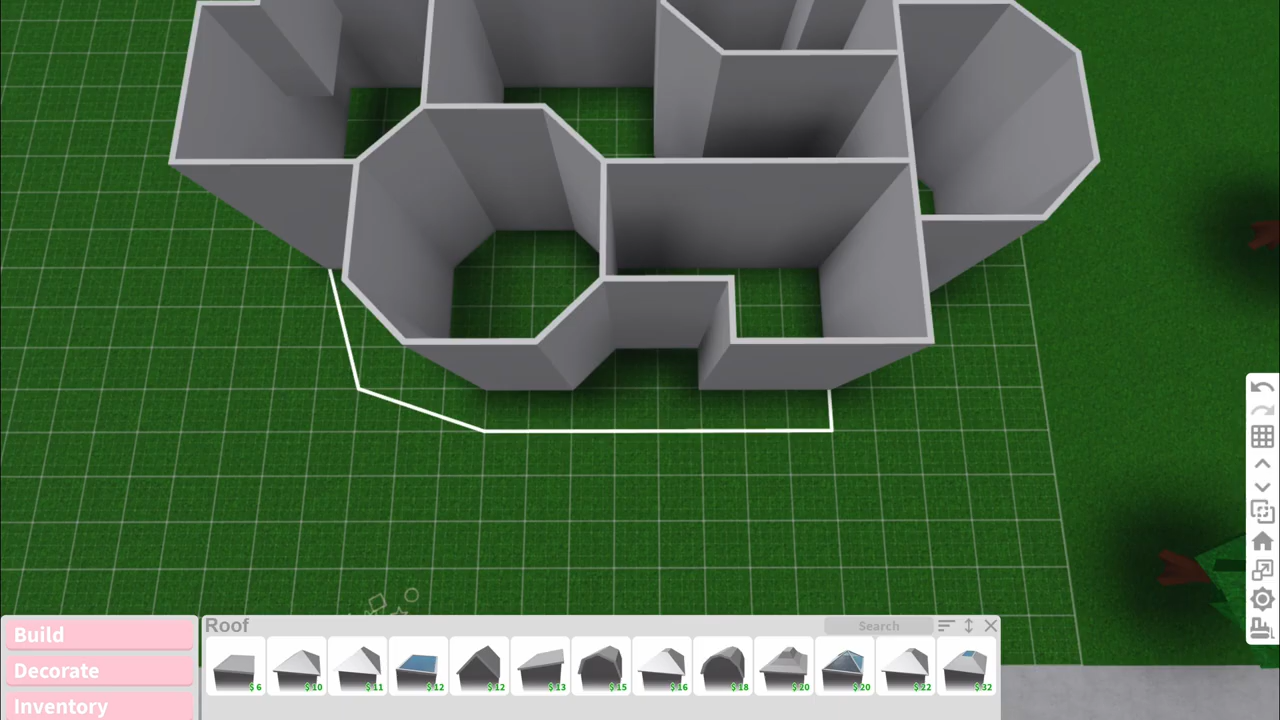 Build
Decorate
Inventory
Roof
Search
$6
$10
$11
$12
$12
$13
$15
$16
$18
$20
$20
$22
$32